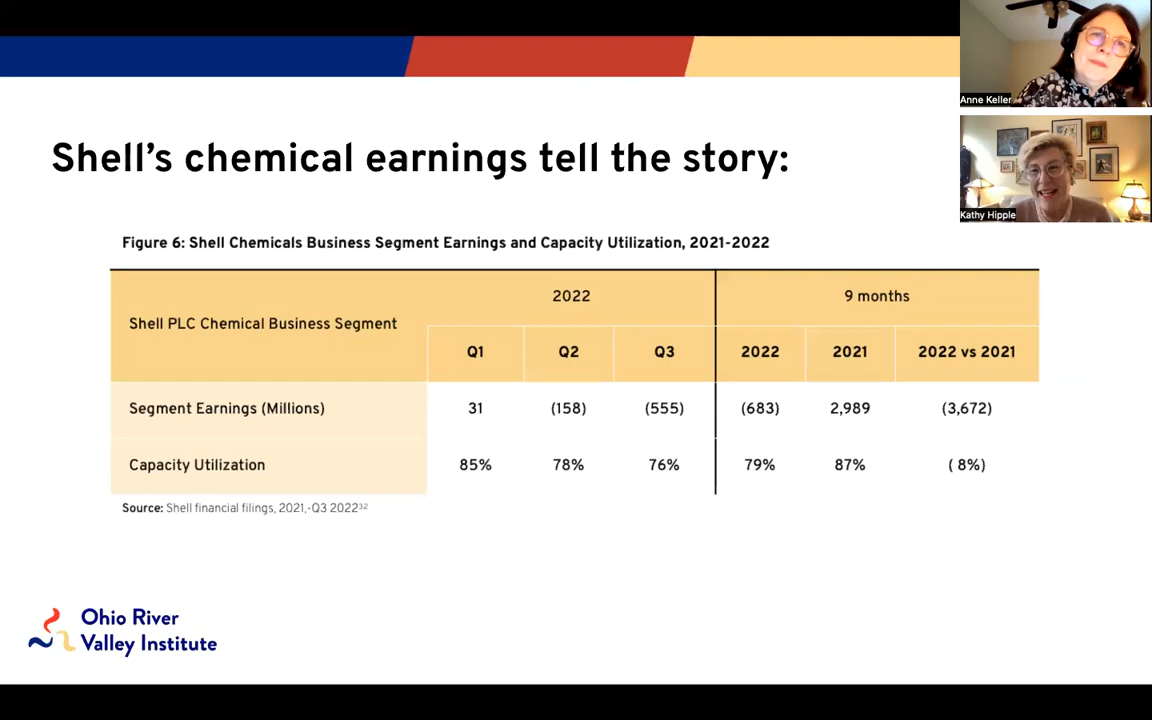 Anne Keller
Kathy Hipple
Shell's chemical earnings tell the story:
Figure 6: Shell Chemicals Business Segment Earnings and Capacity Utilization, 2021-2022
Shell PLC Chemical Business Segment
2022 9 months
Q1 Q2 Q3 2022 2021 2022 vs 2021
Segment Earnings (Millions) 31 (158) (555) (683) 2,989 (3,672)
Capacity Utilization 85% 78% 76% 79% 87% ( 8%)
Source: Shell financial filings, 2021,-Q3 2022³²
Ohio River
Valley Institute